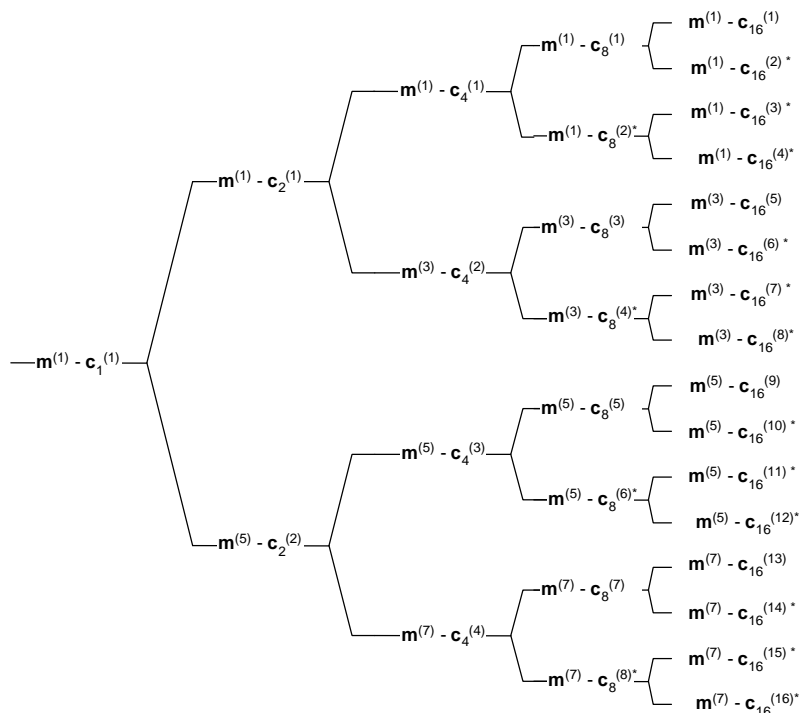 m(1) - c16(1)
m(1) - c8(1)
m(1) - c16(2) *
m(1) - c4(1)
m(1) - c16(3) *
m(1) - c8(2)*
m(1) - c16(4)*
m(1) - c2(1)
m(3) - c16(5)
m(3) - c8(3)
m(3) - c16(6) *
m(3) - c4(2)
m(3) - c16(7) *
m(3) - c8(4)*
m(3) - c16(8)*
m(1) - c1(1)
m(5) - c16(9)
m(5) - c8(5)
m(5) - c16(10) *
m(5) - c4(3)
m(5) - c16(11) *
m(5) - c8(6)*
m(5) - c16(12)*
m(5) - c2(2)
m(7) - c16(13)
m(7) - c8(7)
m(7) - c16(14) *
m(7) - c4(4)
m(7) - c16(15) *
m(7) - c8(8)*
m(7) - c16(16)*